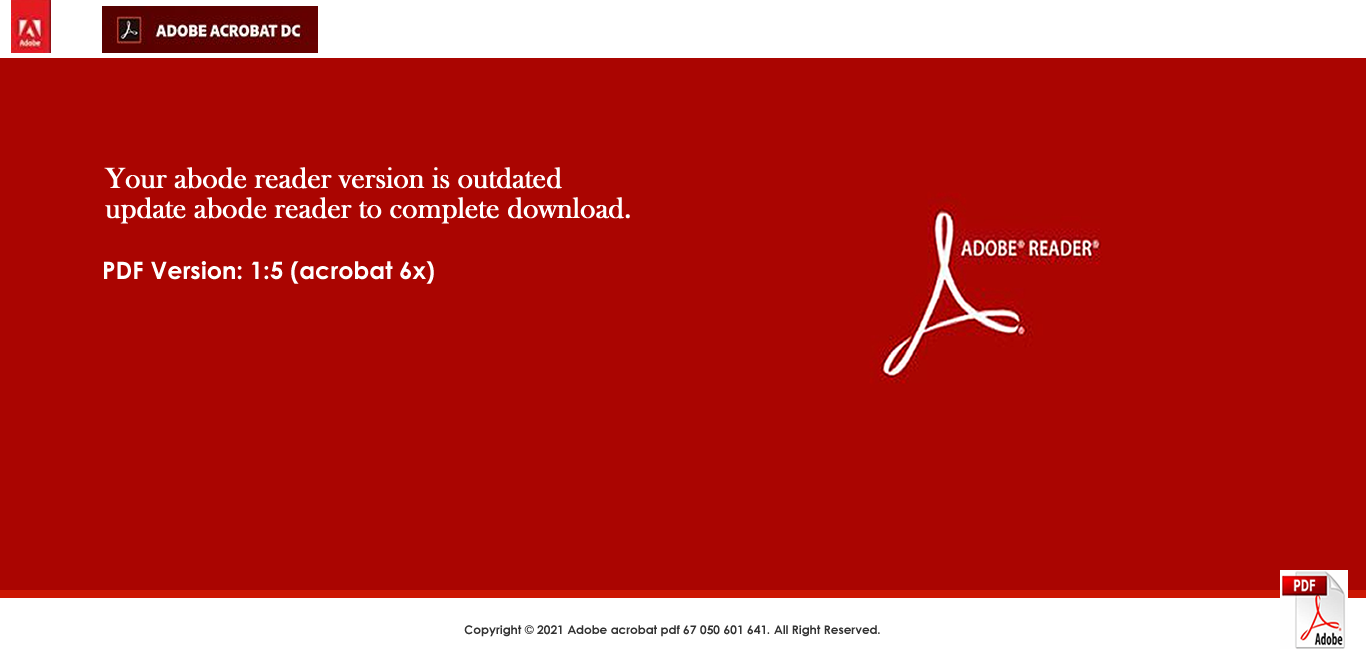 Adobe
ADOBE ACROBAT DC
Your abode reader version is outdated
update abode reader to complete download.
PDF Version: 1:5 (acrobat 6x)
ADOBE® READER®
®
PDF
Adobe
Copyright © 2021 Adobe acrobat pdf 67 050 601 641. All Right Reserved.